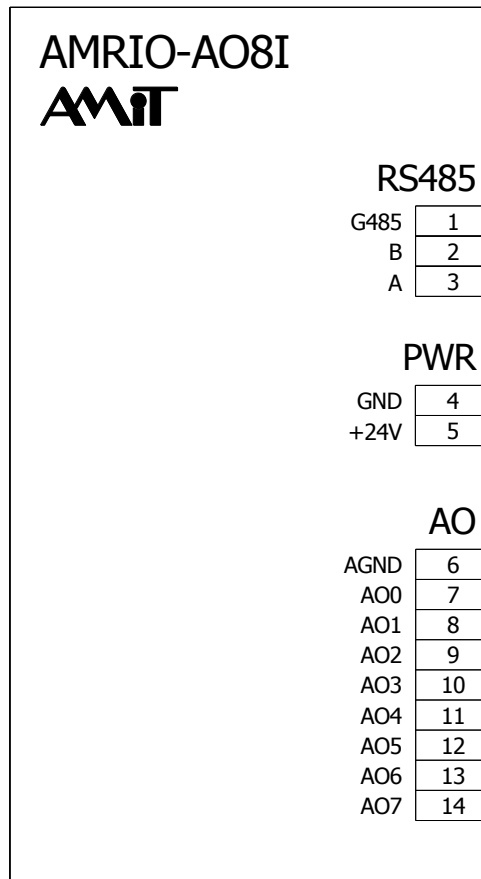 AMRIO-AO8I
AMiT
RS485
G485 1
B 2
A 3
PWR
GND 4
+24V 5
AO
AGND 6
AO0 7
AO1 8
AO2 9
AO3 10
AO4 11
AO5 12
AO6 13
AO7 14